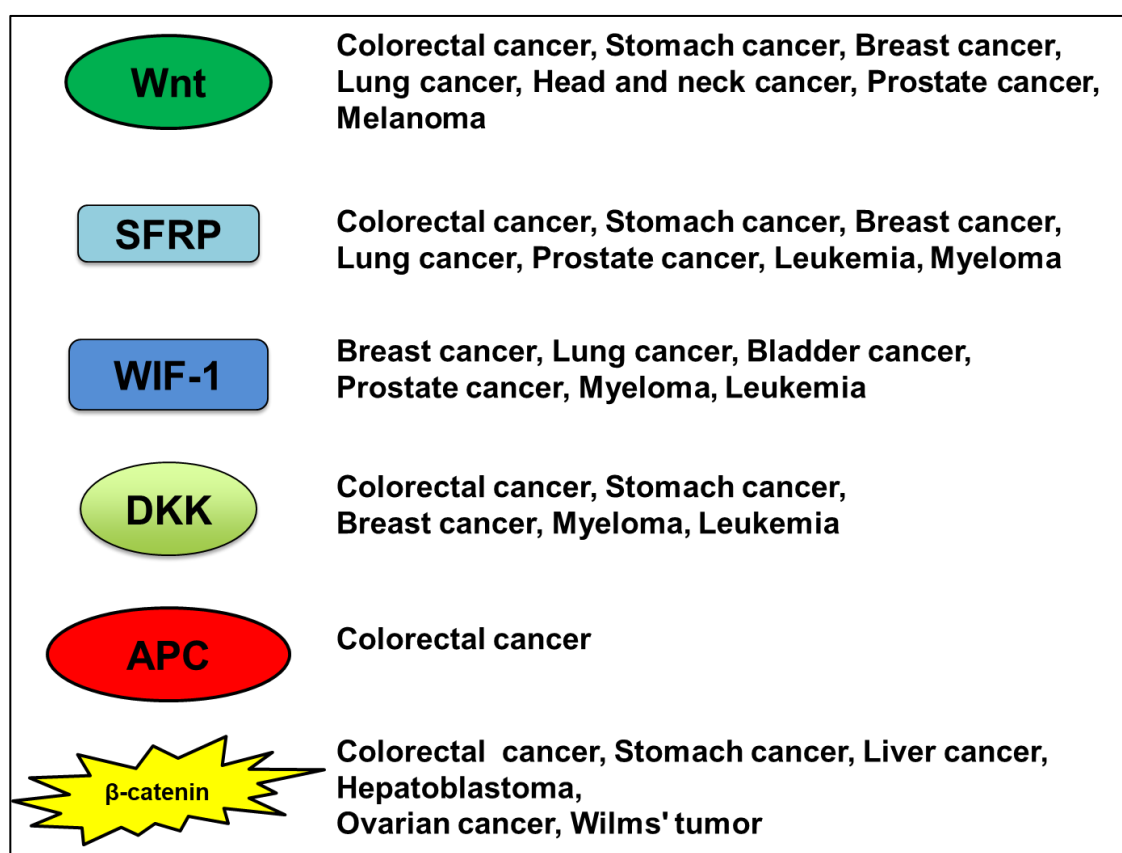 Wnt
Colorectal cancer, Stomach cancer, Breast cancer,
Lung cancer, Head and neck cancer, Prostate cancer,
Melanoma
SFRP
Colorectal cancer, Stomach cancer, Breast cancer,
Lung cancer, Prostate cancer, Leukemia, Myeloma
WIF-1
Breast cancer, Lung cancer, Bladder cancer,
Prostate cancer, Myeloma, Leukemia
DKK
Colorectal cancer, Stomach cancer,
Breast cancer, Myeloma, Leukemia
APC
Colorectal cancer
β-catenin
Colorectal cancer, Stomach cancer, Liver cancer,
Hepatoblastoma,
Ovarian cancer, Wilms' tumor